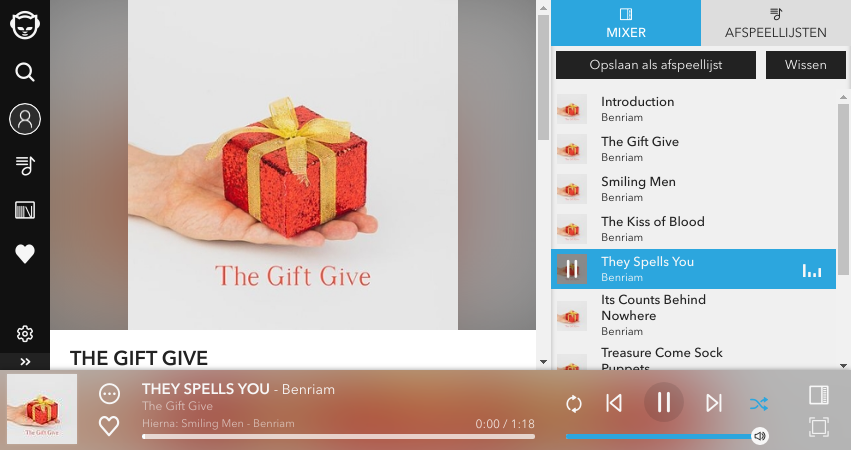 The Gift Give
THE GIFT GIVE
MIXER
AFSPEELLIJSTEN
Opslaan als afspeellijst
Wissen
Introduction
Benriam
The Gift Give
Benriam
Smiling Men
Benriam
The Kiss of Blood
Benriam
They Spells You
Benriam
Its Counts Behind
Nowhere
Benriam
Treasure Come Sock
Puppets
The Gift Give
THEY SPELLS YOU - Benriam
The Gift Give
Hierna: Smiling Men - Benriam
0:00 / 1:18